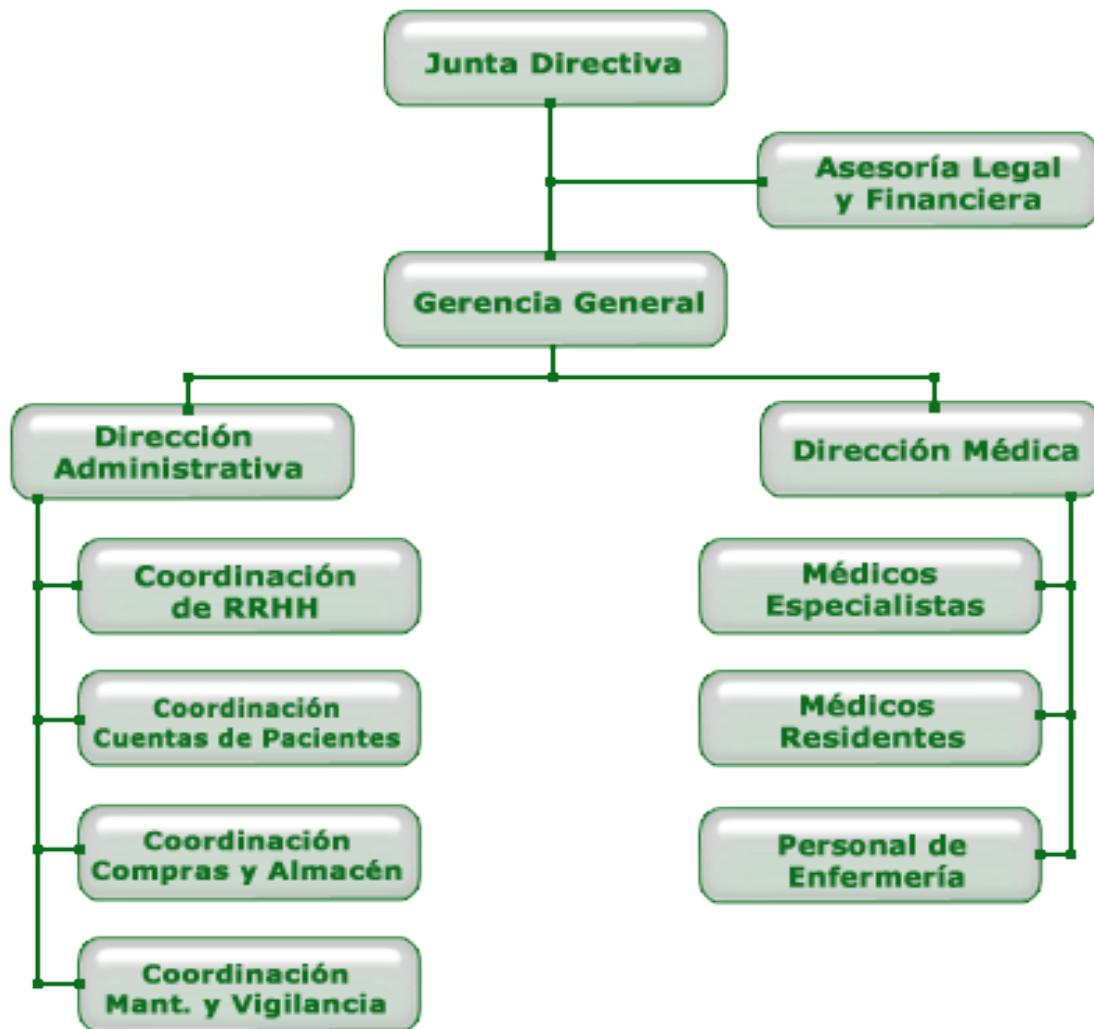 Junta Directiva
Asesoría Legal
y Financiera
Gerencia General
Dirección
Administrativa
Dirección Médica
Coordinación
de RRHH
Coordinación
Cuentas de Pacientes
Coordinación
Compras y Almacén
Coordinación
Mant. y Vigilancia
Médicos
Especialistas
Médicos
Residentes
Personal de
Enfermería